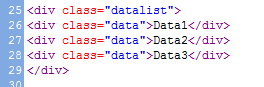 25 <div class="datalist">
26 <div class="data">Data1</div>
27 <div class="data">Data2</div>
28 <div class="data">Data3</div>
29 </div>
30